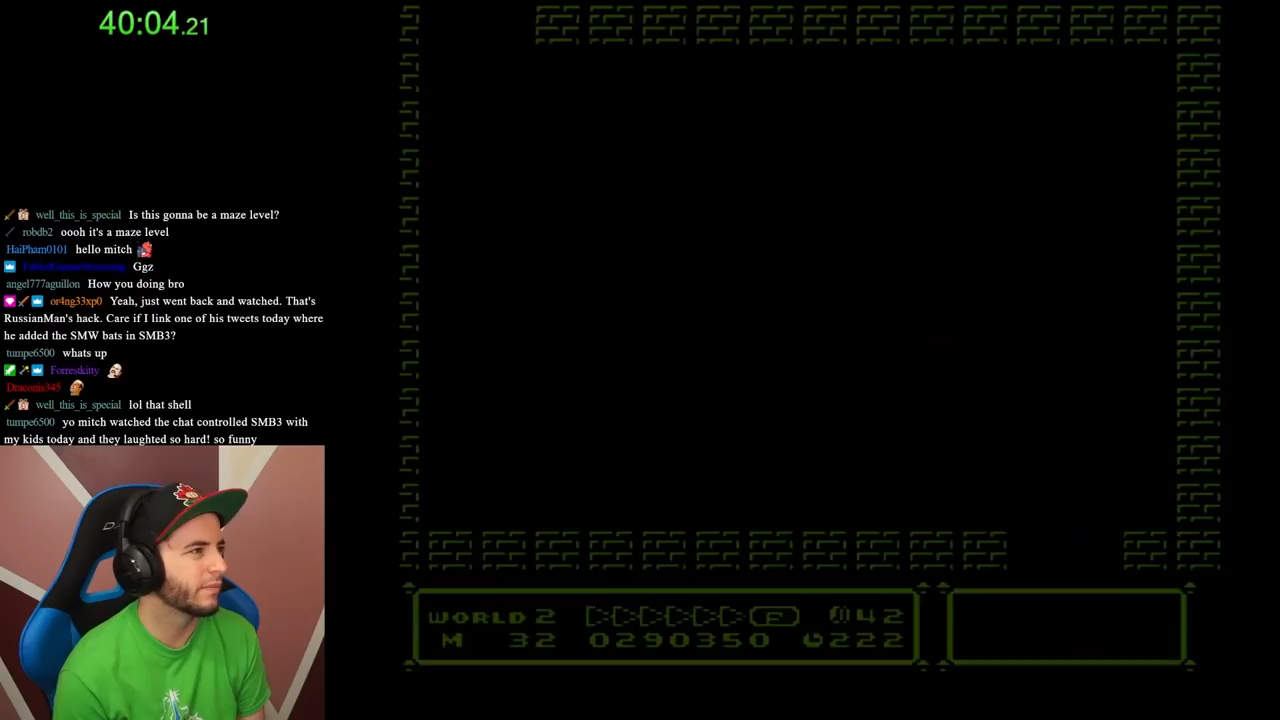 40:04.21
well_this_is_special Is this gonna be a maze level?
robdb2 oooh it's a maze level
HaiPham0101 hello mitch
Ggz
angel777aguillon How you doing bro
or4ng33xp0 Yeah, just went back and watched. That's
RussianMan's hack. Care if I link one of his tweets today where
he added the SMW bats in SMB3?
tumpe6500 whats up
Forrestkitty
Draconis345
well_this_is_special lol that shell
tumpe6500 yo mitch watched the chat controlled SMB3 with
my kids today and they laughted so hard! so funny
WORLD 2 P 42
M 32 0290350 222